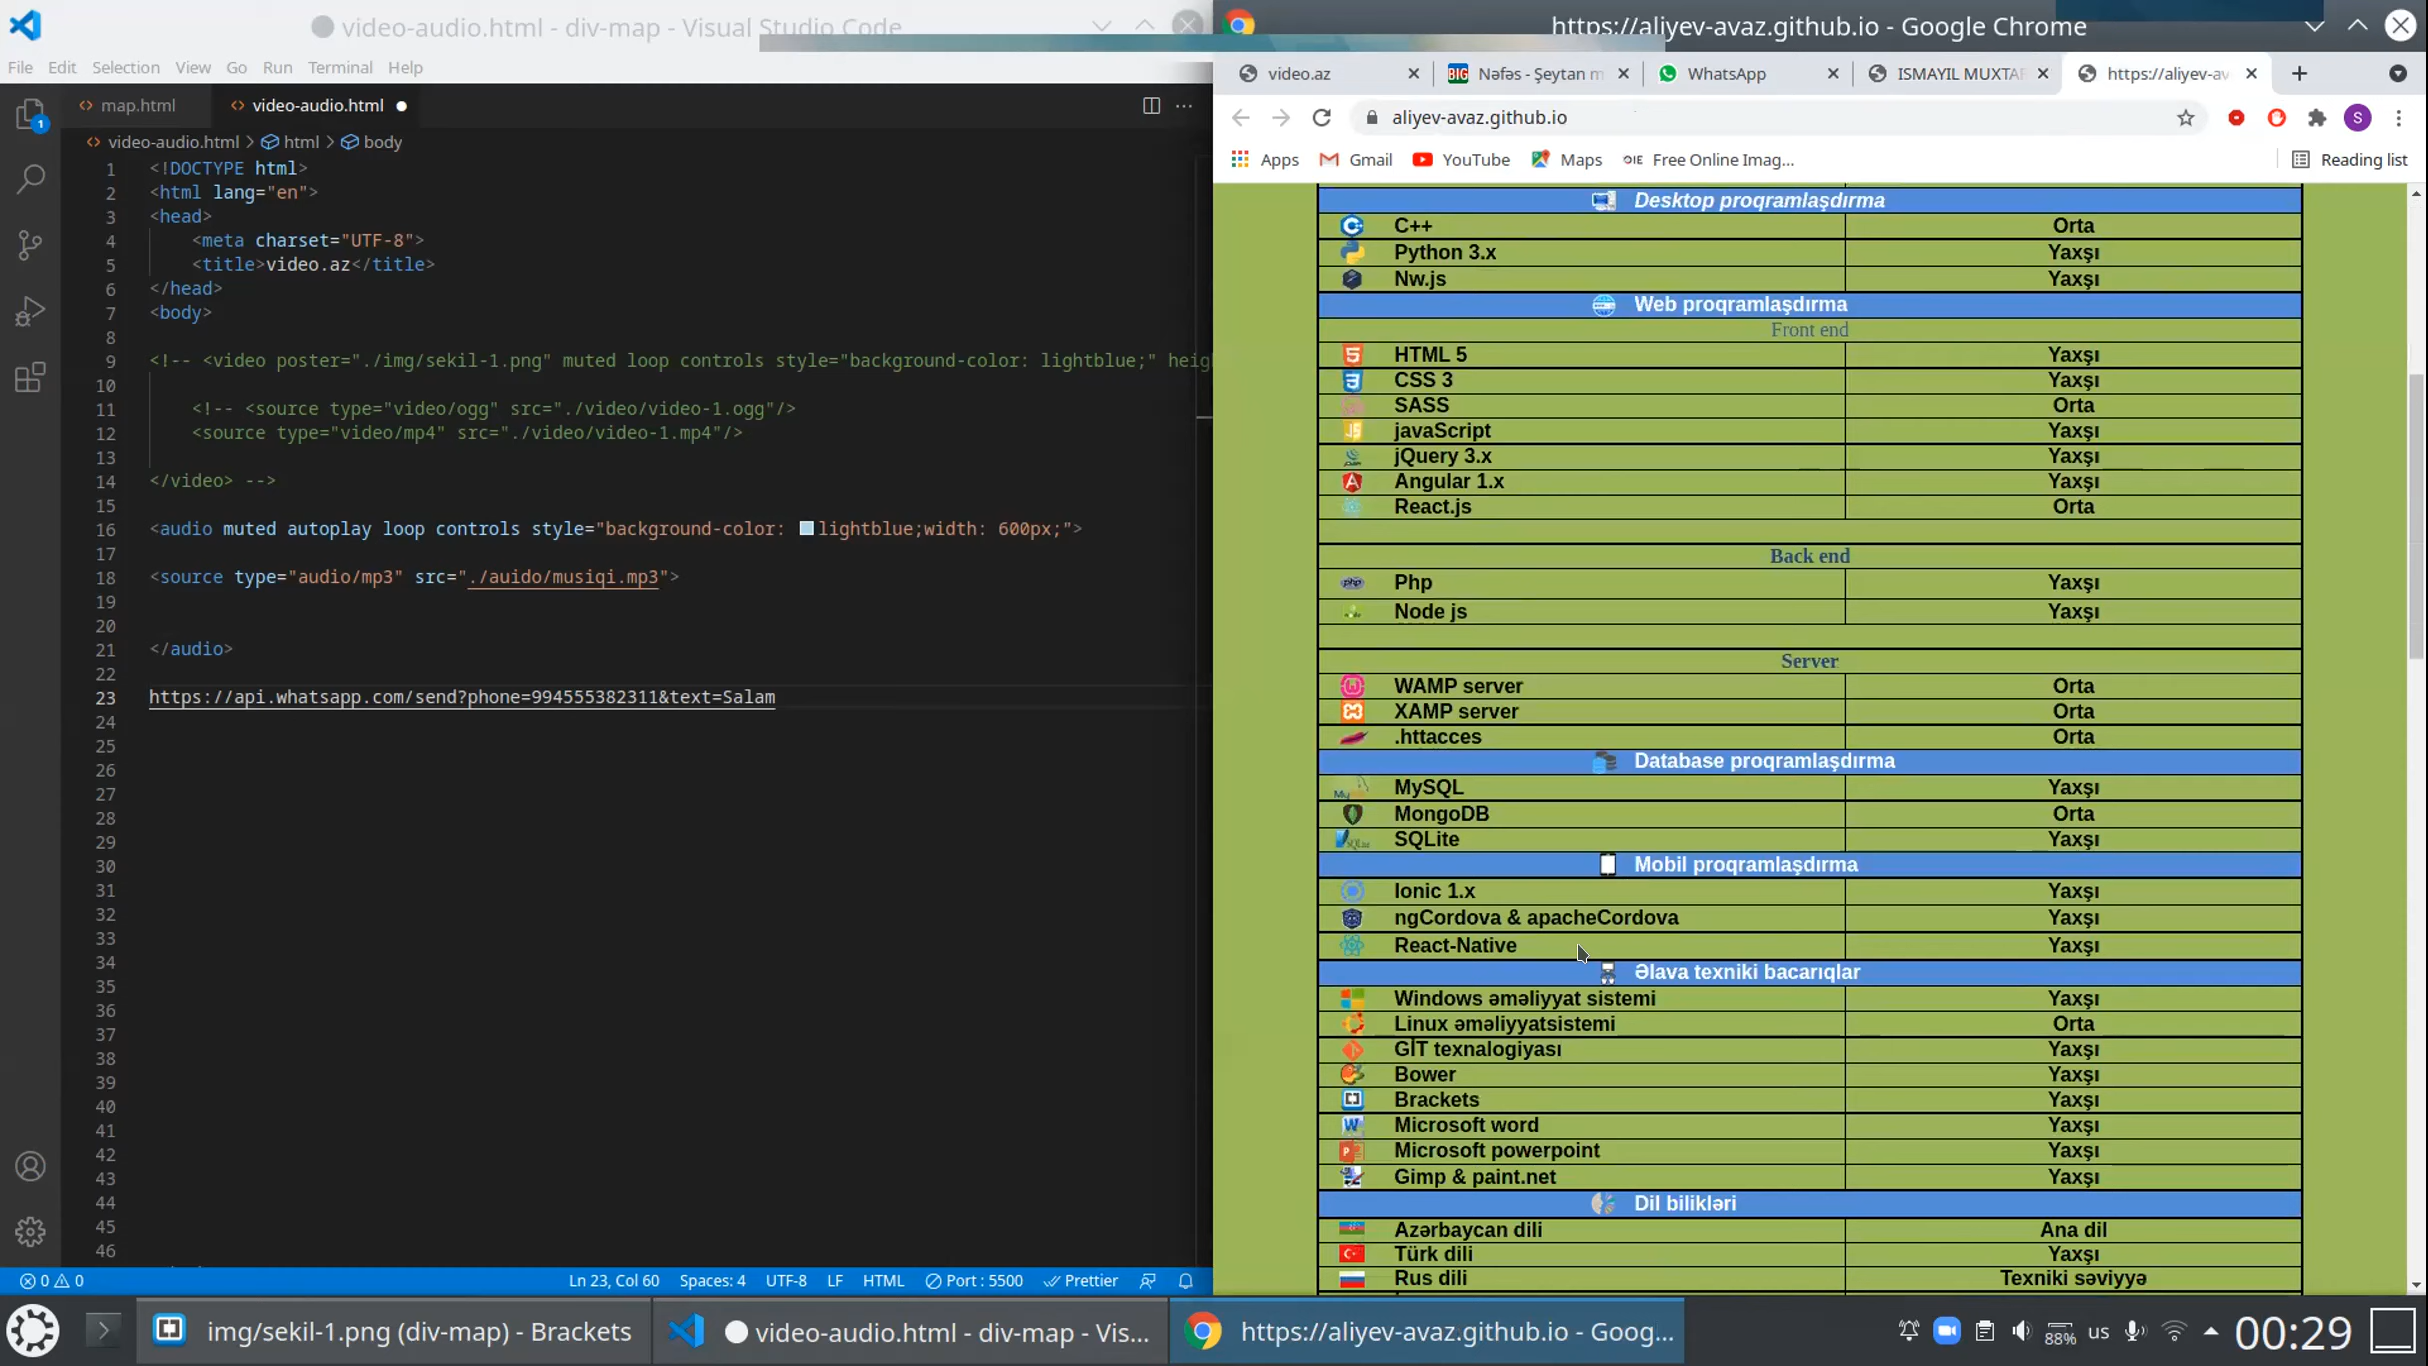 video-audio.html - div-map - Visual Studio Code
File Edit Selection View Go Run Terminal Help
map.html
video-audio.html
video-audio.html > html > body
1 <!DOCTYPE html>
2 <html lang="en">
3 <head>
4 <meta charset="UTF-8">
5 <title>video.az</title>
6 </head>
7 <body>
8
9 <!-- <video poster="./img/sekil-1.png" muted loop controls style="background-color: lightblue;" heig
10
11 <!-- <source type="video/ogg" src="./video/video-1.ogg"/>
12 <source type="video/mp4" src="./video/video-1.mp4"/>
13
14 </video> -->
15
16 <audio muted autoplay loop controls style="background-color: lightblue;width: 600px;">
17
18 <source type="audio/mp3" src="./auido/musiqi.mp3">
19
20
21 </audio>
22
23 https://api.whatsapp.com/send?phone=994555382311&text=Salam
24
25
26
27
28
29
30
31
32
33
34
35
36
37
38
39
40
41
42
43
44
45
46
1
0 0
Ln 23, Col 60 Spaces: 4 UTF-8 LF HTML Port : 5500 Prettier
https://aliyev-avaz.github.io - Google Chrome
video.az
BIG Nəfəs - Şeytan m
WhatsApp
ISMAYIL MUXTAR
https://aliyev-av
aliyev-avaz.github.io
S
Apps Gmail YouTube Maps OIE Free Online Imag... Reading list
Desktop proqramlaşdırma
C++ Orta
Python 3.x Yaxşı
Nw.js Yaxşı
Web proqramlaşdırma
Front end
HTML 5 Yaxşı
CSS 3 Yaxşı
SASS Orta
javaScript Yaxşı
jQuery 3.x Yaxşı
Angular 1.x Yaxşı
React.js Orta
Back end
Php Yaxşı
Node js Yaxşı
Server
WAMP server Orta
XAMP server Orta
.httacces Orta
Database proqramlaşdırma
MySQL Yaxşı
MongoDB Orta
SQLite Yaxşı
Mobil proqramlaşdırma
Ionic 1.x Yaxşı
ngCordova & apacheCordova Yaxşı
React-Native Yaxşı
Əlava texniki bacarıqlar
Windows əməliyyat sistemi Yaxşı
Linux əməliyyatsistemi Orta
GİT texnalogiyası Yaxşı
Bower Yaxşı
Brackets Yaxşı
Microsoft word Yaxşı
Microsoft powerpoint Yaxşı
Gimp & paint.net Yaxşı
Dil bilikləri
Azərbaycan dili Ana dil
Türk dili Yaxşı
Rus dili Texniki səviyyə
img/sekil-1.png (div-map) - Brackets
video-audio.html - div-map - Vis...
https://aliyev-avaz.github.io - Goog...
88% us 00:29